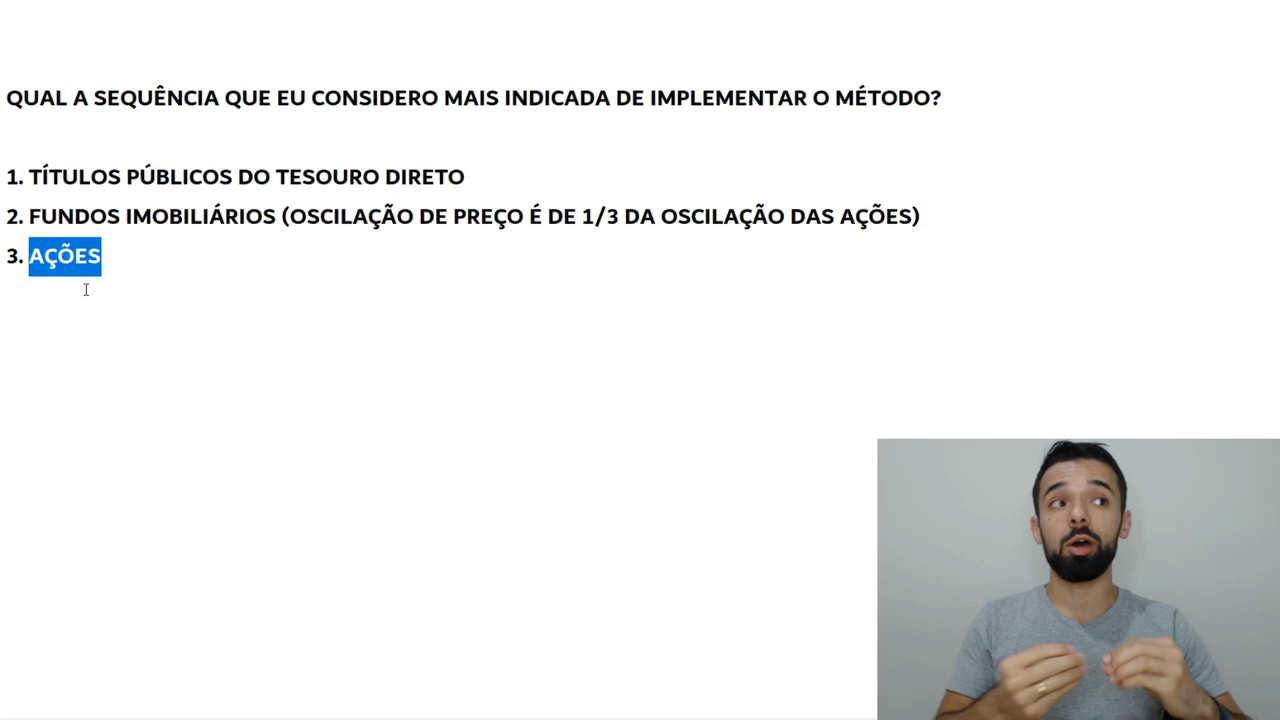 QUAL A SEQUÊNCIA QUE EU CONSIDERO MAIS INDICADA DE IMPLEMENTAR O MÉTODO?
1. TÍTULOS PÚBLICOS DO TESOURO DIRETO
2. FUNDOS IMOBILIÁRIOS (OSCILAÇÃO DE PREÇO É DE 1/3 DA OSCILAÇÃO DAS AÇÕES)
3. AÇÕES